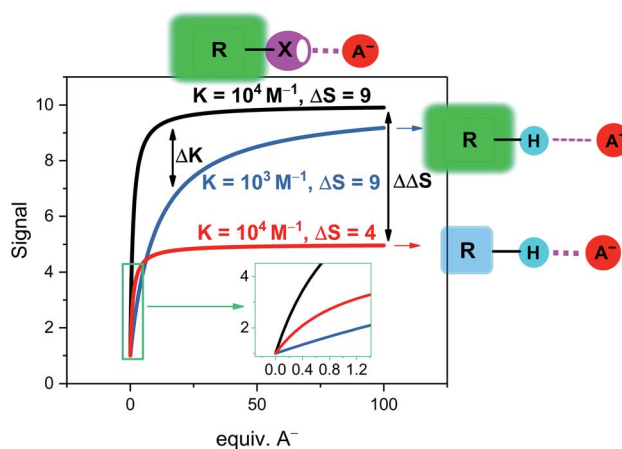 R X A⁻
K = 10⁴ M⁻¹, ΔS = 9
ΔK
K = 10³ M⁻¹, ΔS = 9
ΔΔS
K = 10⁴ M⁻¹, ΔS = 4
R H A⁻
R H A⁻
Signal
10
8
6
4
2
0
4
2
0.0 0.4 0.8 1.2
0 50 100
equiv. A⁻